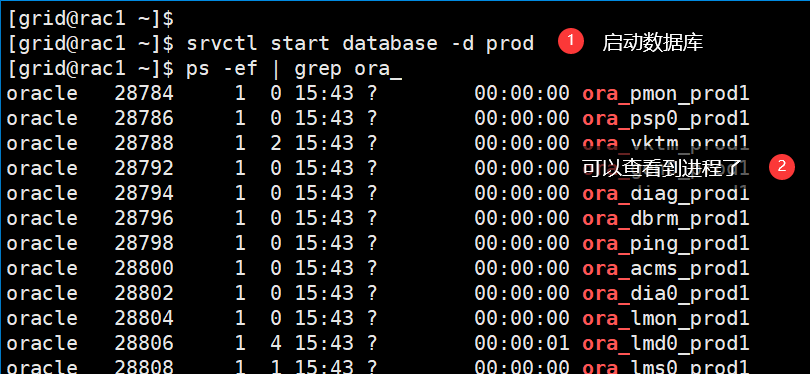 [grid@rac1 ~]$
[grid@rac1 ~]$ srvctl start database -d prod 1 启动数据库
[grid@rac1 ~]$ ps -ef | grep ora_
oracle 28784 1 0 15:43 ? 00:00:00 ora_pmon_prod1
oracle 28786 1 0 15:43 ? 00:00:00 ora_psp0_prod1
oracle 28788 1 2 15:43 ? 00:00:00 ora_vktm_prod1
oracle 28792 1 0 15:43 ? 00:00:00 可以查看到进程了 2
oracle 28794 1 0 15:43 ? 00:00:00 ora_diag_prod1
oracle 28796 1 0 15:43 ? 00:00:00 ora_dbrm_prod1
oracle 28798 1 0 15:43 ? 00:00:00 ora_ping_prod1
oracle 28800 1 0 15:43 ? 00:00:00 ora_acms_prod1
oracle 28802 1 0 15:43 ? 00:00:00 ora_dia0_prod1
oracle 28804 1 0 15:43 ? 00:00:00 ora_lmon_prod1
oracle 28806 1 4 15:43 ? 00:00:01 ora_lmd0_prod1
oracle 28808 1 1 15:43 ? 00:00:00 ora_lms0_prod1